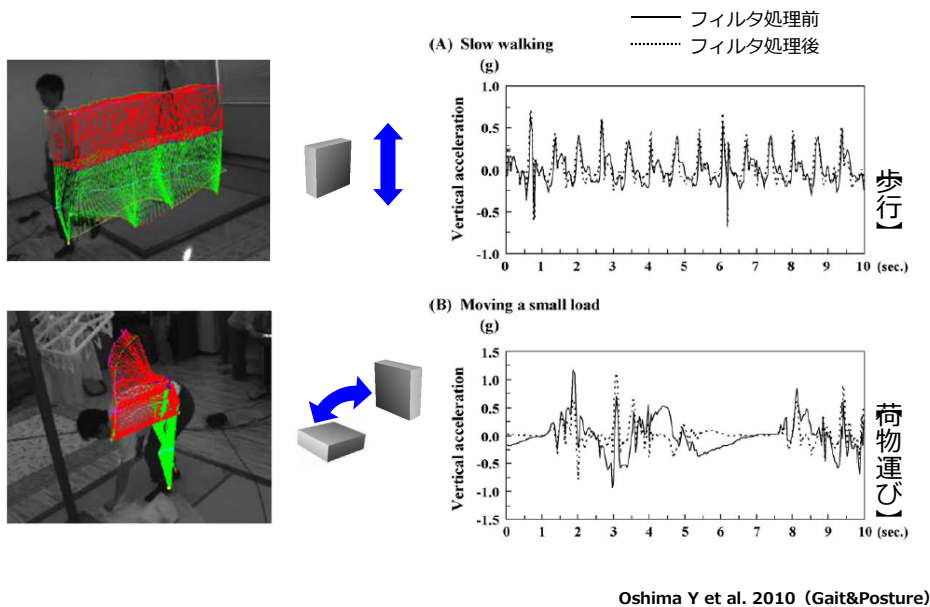 フィルタ処理前
フィルタ処理後
(A) Slow walking
(g)
Vertical acceleration
1.0
0.5
0.0
-0.5
-1.0
0 1 2 3 4 5 6 7 8 9 10 (sec.)
【歩行】
(B) Moving a small load
(g)
Vertical acceleration
1.5
1.0
0.5
0.0
-0.5
-1.0
-1.5
0 1 2 3 4 5 6 7 8 9 10 (sec.)
【荷物運び】
Oshima Y et al. 2010（Gait&Posture）